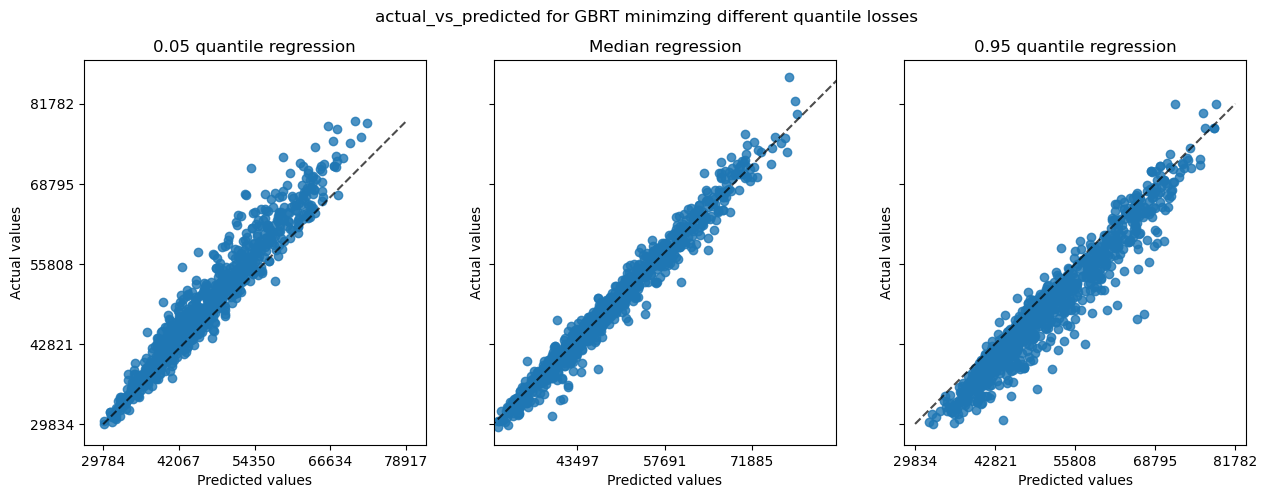 actual_vs_predicted for GBRT minimzing different quantile losses
0.05 quantile regression
Median regression
0.95 quantile regression
Actual values
81782
68795
55808
42821
29834
29784 42067 54350 66634 78917
Predicted values
Actual values
43497 57691 71885
Predicted values
Actual values
29834 42821 55808 68795 81782
Predicted values